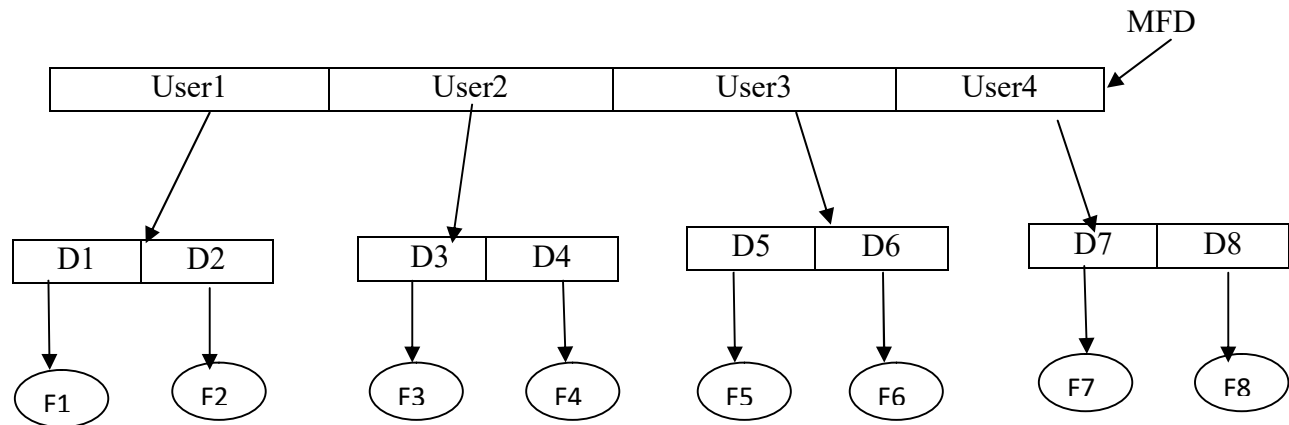 MFD
User1 User2 User3 User4
D1 D2 D3 D4 D5 D6 D7 D8
F1 F2 F3 F4 F5 F6 F7 F8